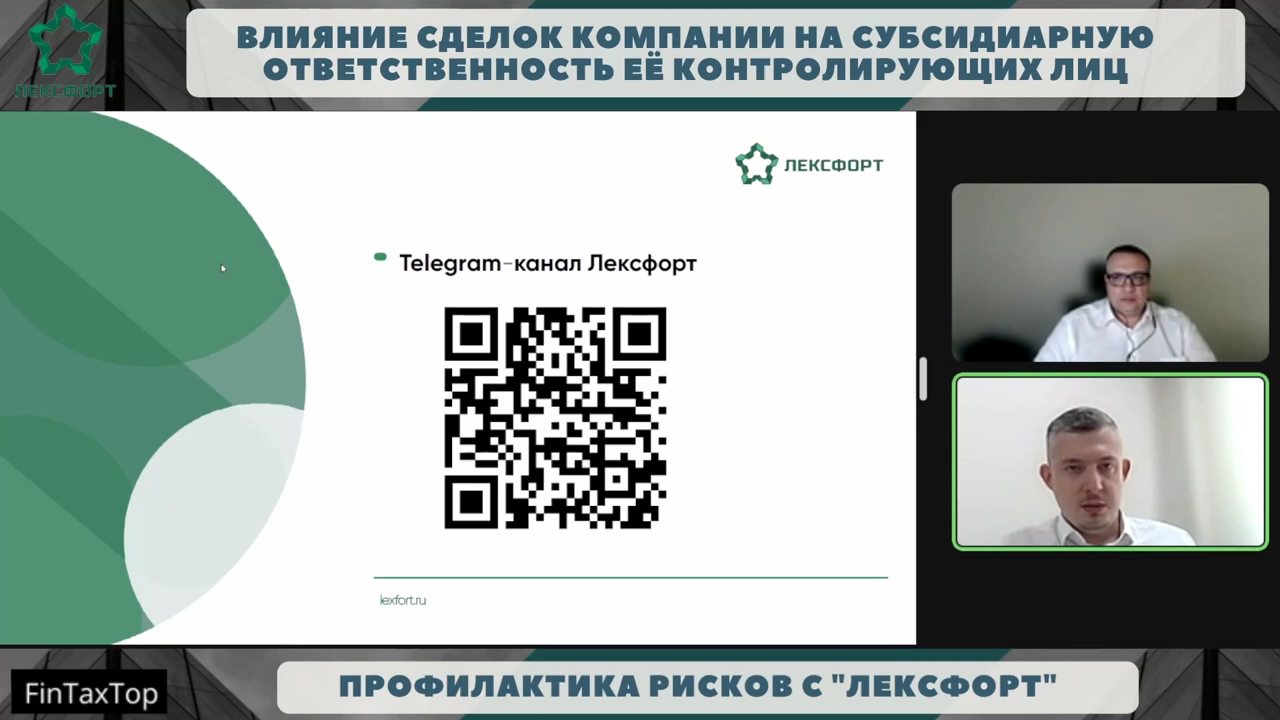 ВЛИЯНИЕ СДЕЛОК КОМПАНИИ НА СУБСИДИАРНУЮ
ОТВЕТСТВЕННОСТЬ ЕЁ КОНТРОЛИРУЮЩИХ ЛИЦ
ЛЕКСФОРТ
ЛЕКСФОРТ
Telegram-канал Лексфорт
lexfort.ru
FinTaxTop
ПРОФИЛАКТИКА РИСКОВ С "ЛЕКСФОРТ"